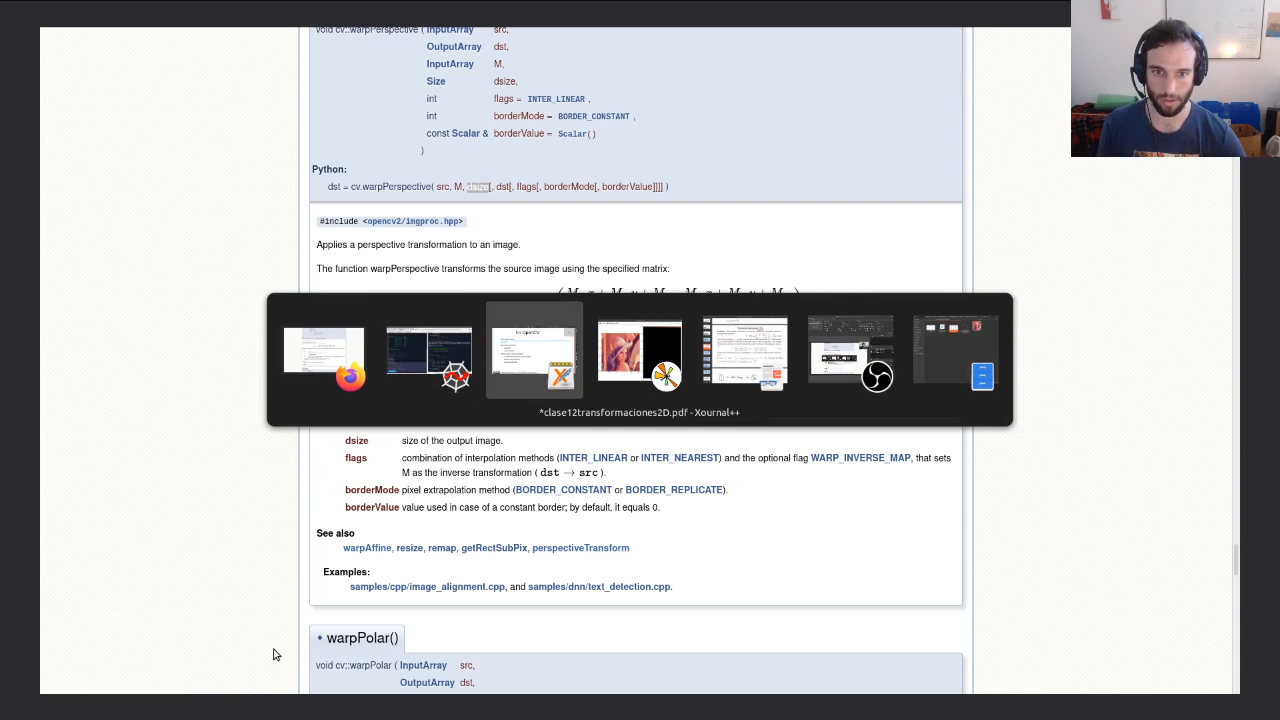 void cv::warpPerspective ( InputArray src,
OutputArray dst,
InputArray M,
Size dsize,
int flags = INTER_LINEAR ,
int borderMode = BORDER_CONSTANT ,
const Scalar & borderValue = Scalar()
)
Python:
dst = cv.warpPerspective( src, M, dsize[, dst[, flags[, borderMode[, borderValue]]]] )
#include <opencv2/imgproc.hpp>
Applies a perspective transformation to an image.
The function warpPerspective transforms the source image using the specified matrix:
En OpenCV
*clase12transformaciones2D.pdf - Xournal++
dsize size of the output image.
flags combination of interpolation methods (INTER_LINEAR or INTER_NEAREST) and the optional flag WARP_INVERSE_MAP, that sets
M as the inverse transformation ( dst → src ).
borderMode pixel extrapolation method (BORDER_CONSTANT or BORDER_REPLICATE).
borderValue value used in case of a constant border; by default, it equals 0.
See also
warpAffine, resize, remap, getRectSubPix, perspectiveTransform
Examples:
samples/cpp/image_alignment.cpp, and samples/dnn/text_detection.cpp.
♦ warpPolar()
void cv::warpPolar ( InputArray src,
OutputArray dst,